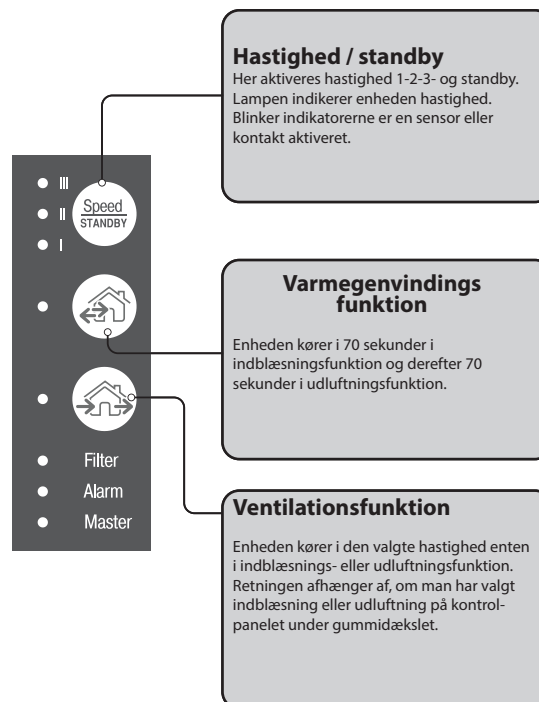 Hastighed / standby
Her aktiveres hastighed 1-2-3- og standby.
Lampen indikerer enheden hastighed.
Blinker indikatorerne er en sensor eller
kontakt aktiveret.
III
II
I
Speed
STANDBY
Varmegenvindings
funktion
Enheden kører i 70 sekunder i
indblæsningsfunktion og derefter 70
sekunder i udluftningsfunktion.
Filter
Alarm
Master
Ventilationsfunktion
Enheden kører i den valgte hastighed enten
i indblæsnings- eller udluftningsfunktion.
Retningen afhænger af, om man har valgt
indblæsning eller udluftning på kontrol-
panelet under gummidækslet.